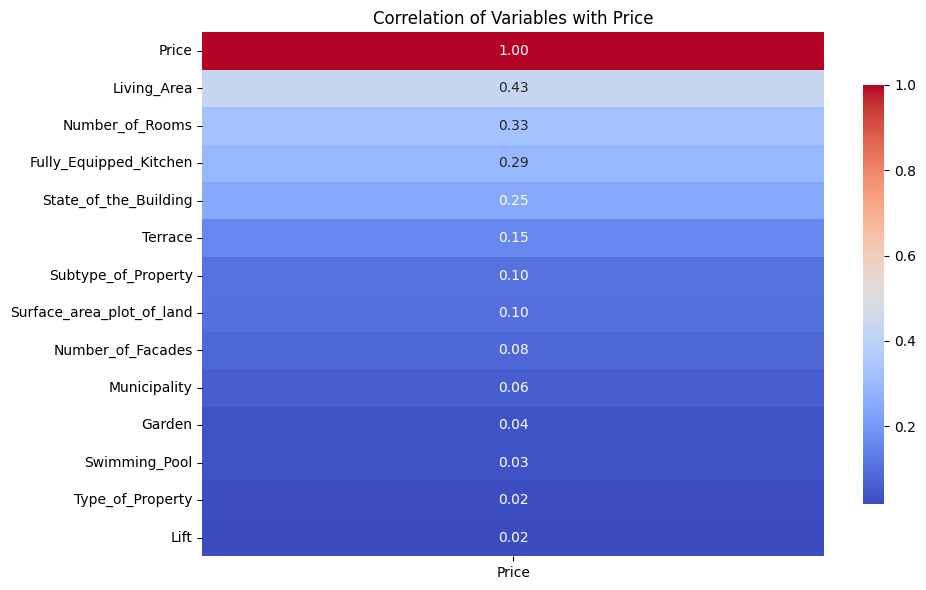 Correlation of Variables with Price
Price 1.00
Living_Area 0.43
Number_of_Rooms 0.33
Fully_Equipped_Kitchen 0.29
State_of_the_Building 0.25
Terrace 0.15
Subtype_of_Property 0.10
Surface_area_plot_of_land 0.10
Number_of_Facades 0.08
Municipality 0.06
Garden 0.04
Swimming_Pool 0.03
Type_of_Property 0.02
Lift 0.02
Price
1.0
0.8
0.6
0.4
0.2